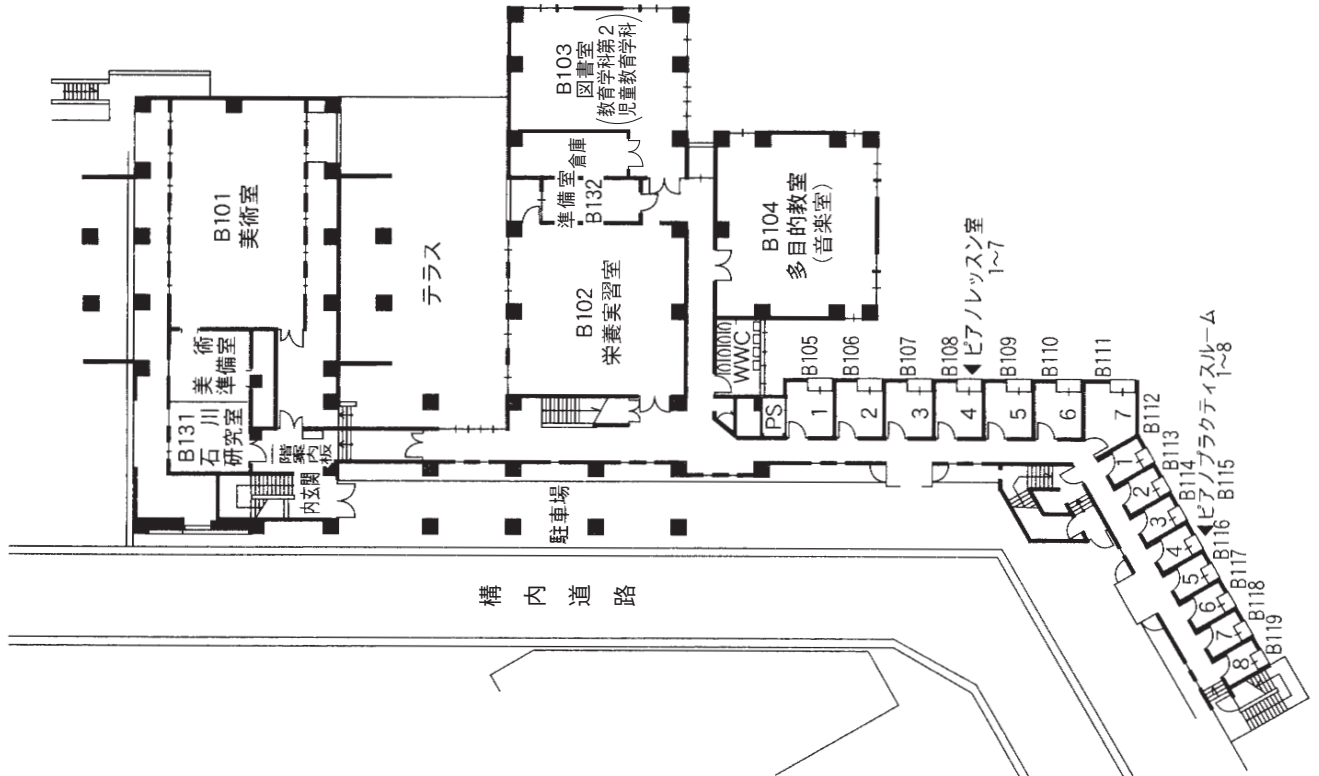 B101
美術室
美術
準備室
B131
石川
研究室
階案内板
内玄関
テラス
駐車場
構内道路
B102
栄養実習室
準備室
B132
倉庫
B103
図書室
(教育学科第2
児童教育学科)
B104
多目的教室
(音楽室)
WWC
PS
1
2
3
4
5
6
7
B105
B106
B107
B108
◀ピアノレッスン室
1〜7
B109
B110
B111
B112
B113
B114
B115
B116
B117
B118
B119
◀ピアノプラクティスルーム
1〜8
1
2
3
4
5
6
7
8